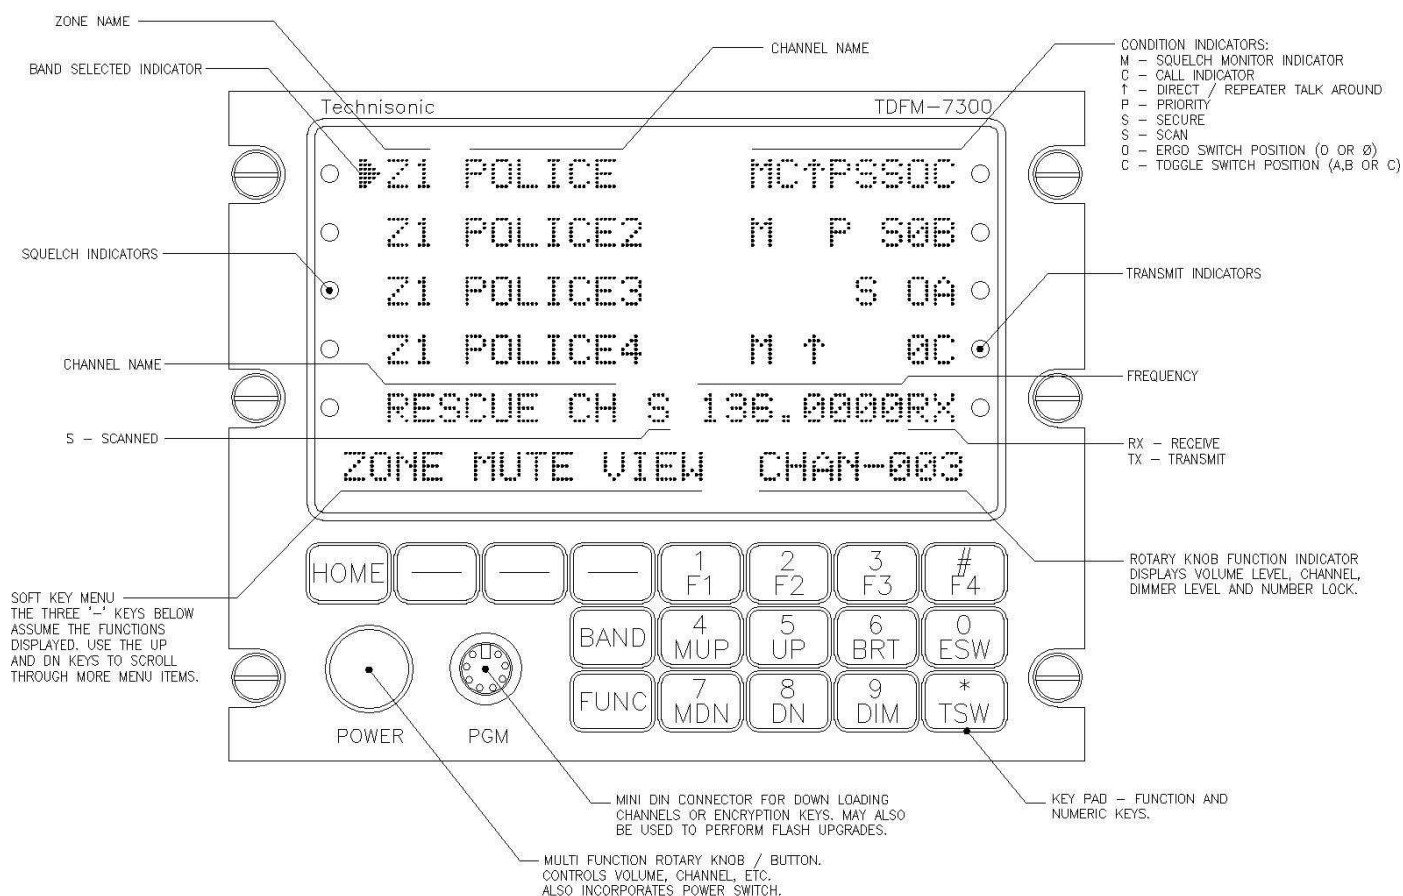 ZONE NAME
CHANNEL NAME
BAND SELECTED INDICATOR
CONDITION INDICATORS:
M – SQUELCH MONITOR INDICATOR
C – CALL INDICATOR
↑ – DIRECT / REPEATER TALK AROUND
P – PRIORITY
S – SECURE
S – SCAN
O – ERGO SWITCH POSITION (O OR Ø)
C – TOGGLE SWITCH POSITION (A,B OR C)
Technisonic TDFM–7300
Z1 POLICE MC↑PSSOC
Z1 POLICE2 M P S0B
SQUELCH INDICATORS
TRANSMIT INDICATORS
Z1 POLICE3 S OA
Z1 POLICE4 M ↑ 0C
CHANNEL NAME
FREQUENCY
RESCUE CH S 136.0000RX
S – SCANNED
RX – RECEIVE
TX – TRANSMIT
ZONE MUTE VIEW CHAN–003
HOME — — — 1 F1 2 F2 3 F3 # F4
ROTARY KNOB FUNCTION INDICATOR
DISPLAYS VOLUME LEVEL, CHANNEL,
DIMMER LEVEL AND NUMBER LOCK.
SOFT KEY MENU
THE THREE '–' KEYS BELOW
ASSUME THE FUNCTIONS
DISPLAYED. USE THE UP
AND DN KEYS TO SCROLL
THROUGH MORE MENU ITEMS.
BAND 4 MUP 5 UP 6 BRT 0 ESW
FUNC 7 MDN 8 DN 9 DIM * TSW
POWER PGM
MINI DIN CONNECTOR FOR DOWN LOADING
CHANNELS OR ENCRYPTION KEYS. MAY ALSO
BE USED TO PERFORM FLASH UPGRADES.
KEY PAD – FUNCTION AND
NUMERIC KEYS.
MULTI FUNCTION ROTARY KNOB / BUTTON.
CONTROLS VOLUME, CHANNEL, ETC.
ALSO INCORPORATES POWER SWITCH.